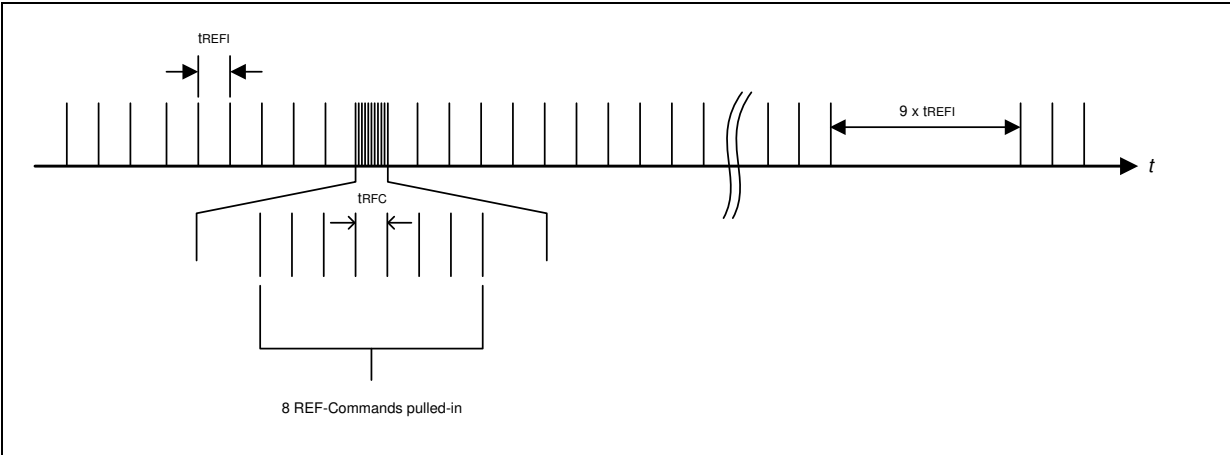 tREFI
9 x tREFI
t
tRFC
8 REF-Commands pulled-in